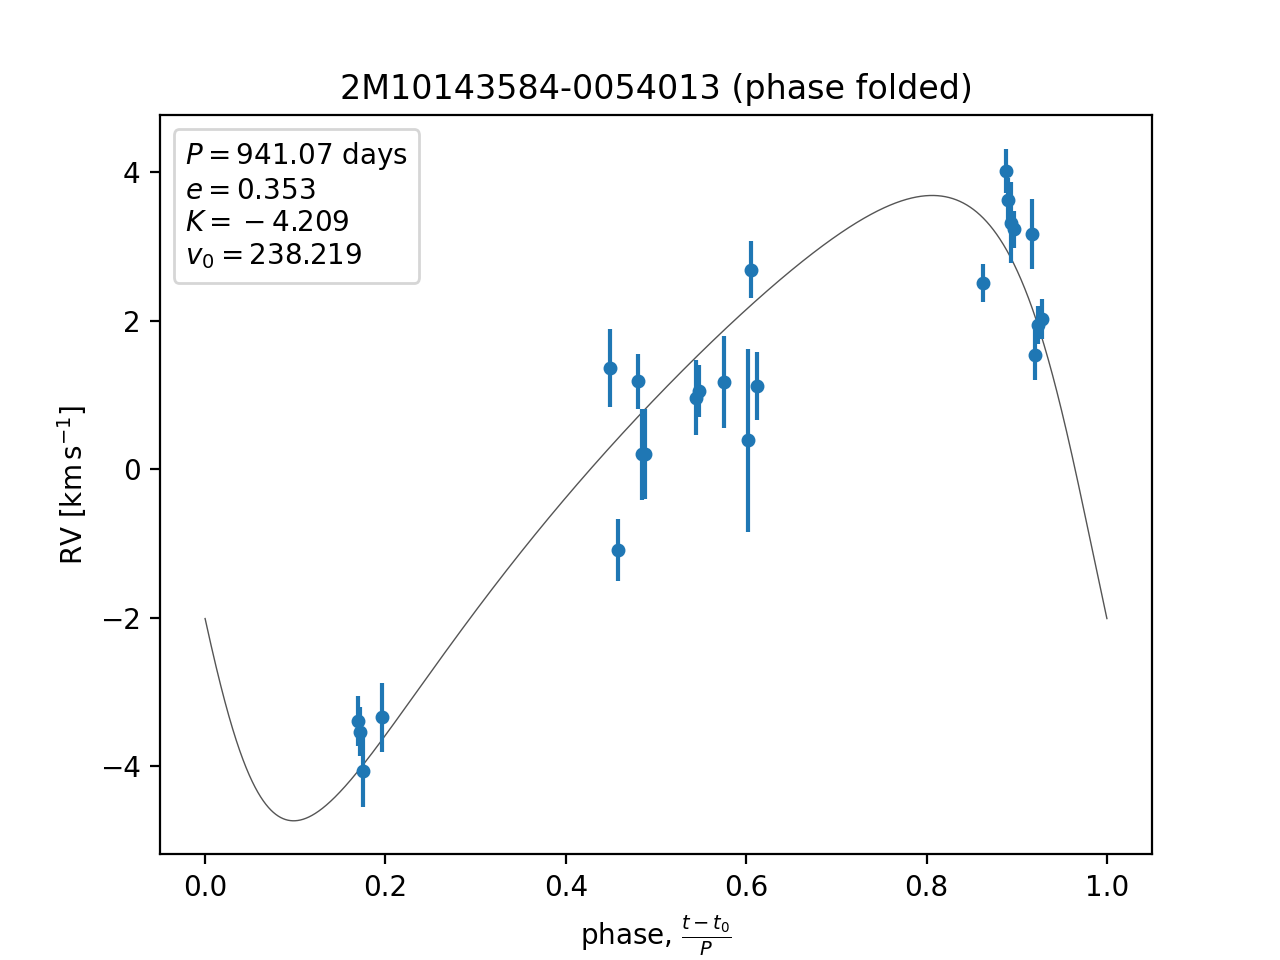 2M10143584-0054013 (phase folded)
P = 941.07 days
e = 0.353
K = −4.209
v₀ = 238.219
4
2
0
−2
−4
RV [km s⁻¹]
0.0 0.2 0.4 0.6 0.8 1.0
phase, (t − t₀)/P